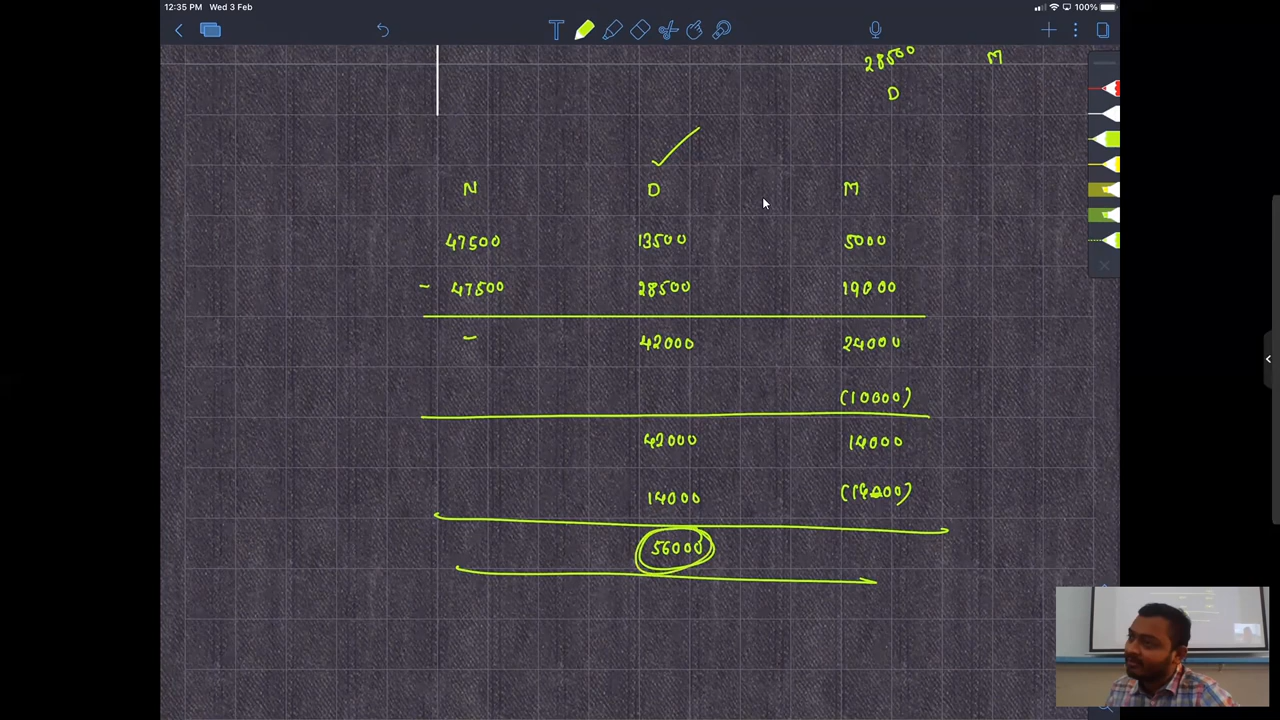 12:35 PM Wed 3 Feb 100%
T
28500 M
D
N D M
47500 13500 5000
- 47500 28500 19000
- 42000 24000
(10000)
42000 14000
14000 (14000)
56000